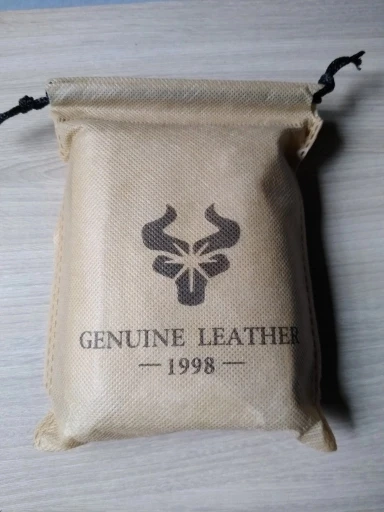 GENUINE LEATHER
— 1998 —